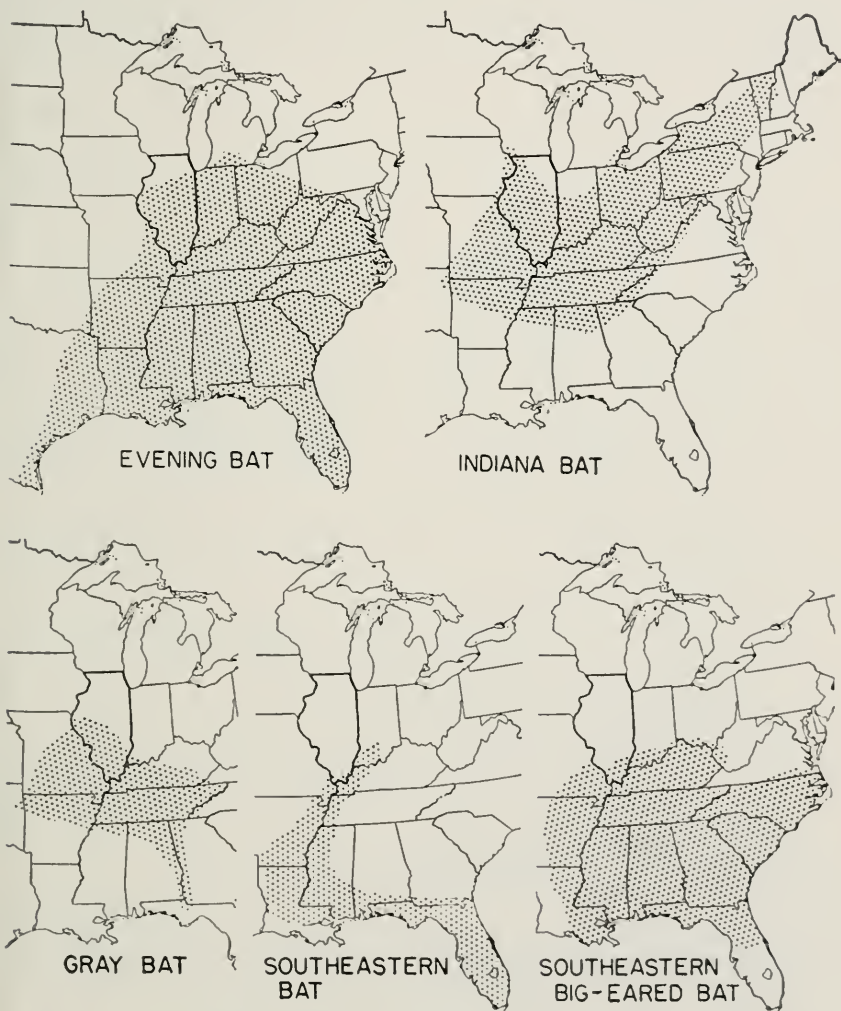 EVENING BAT
INDIANA BAT
GRAY BAT
SOUTHEASTERN
BAT
SOUTHEASTERN
BIG-EARED BAT